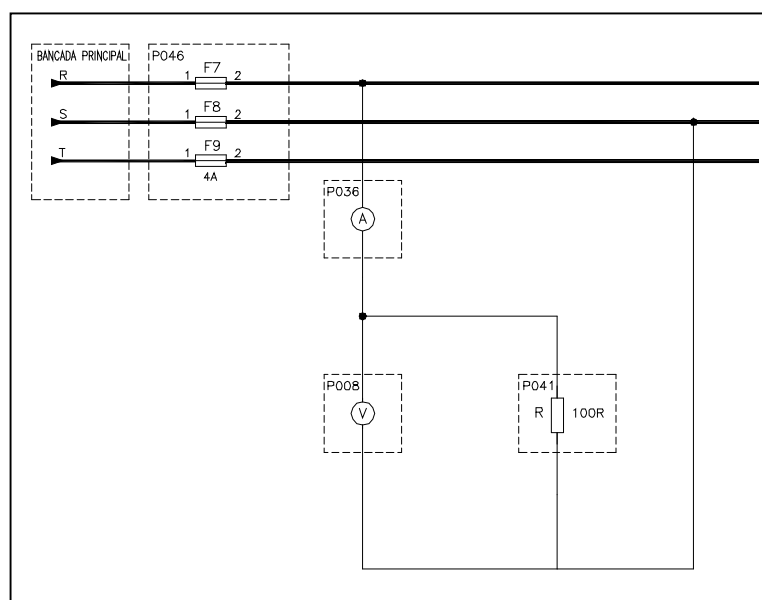 BANCADA PRINCIPAL
P046
R
1 F7 2
S
1 F8 2
T
1 F9 2
4A
P036
A
P008
V
P041
R 100R